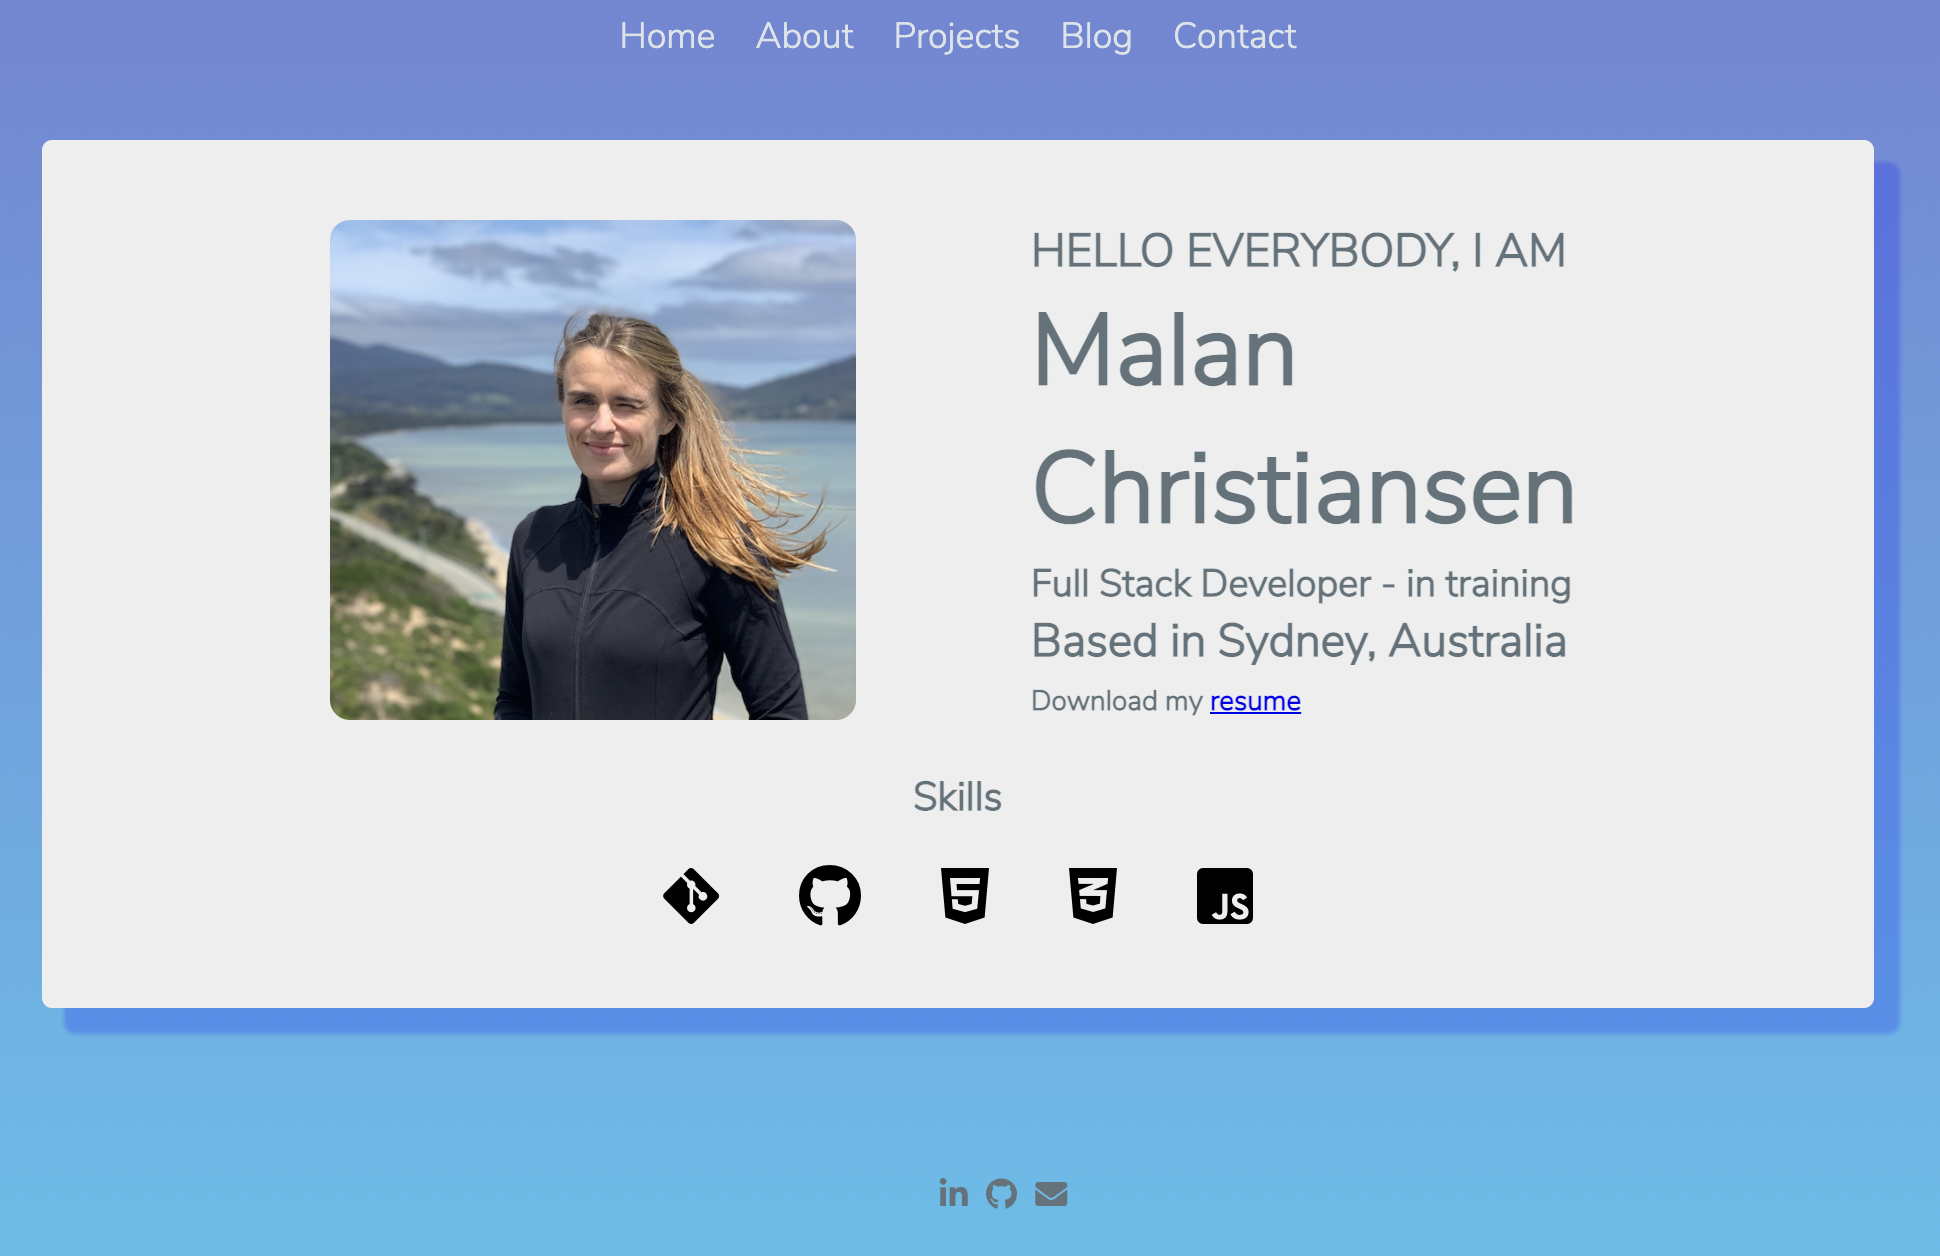 Home About Projects Blog Contact
HELLO EVERYBODY, I AM
Malan
Christiansen
Full Stack Developer - in training
Based in Sydney, Australia
Download my resume
Skills
JS
in